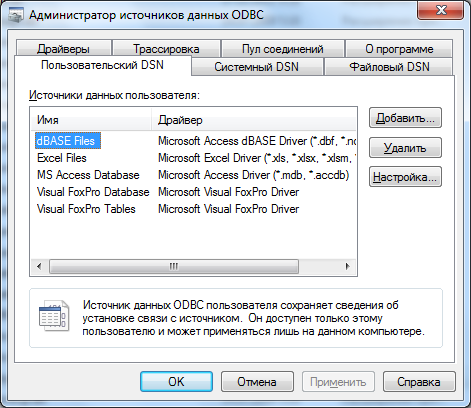 Администратор источников данных ODBC
Драйверы Трассировка Пул соединений О программе
Пользовательский DSN Системный DSN Файловый DSN
Источники данных пользователя:
Имя Драйвер
dBASE Files Microsoft Access dBASE Driver (*.dbf, *.n
Excel Files Microsoft Excel Driver (*.xls, *.xlsx, *.xlsm,
MS Access Database Microsoft Access Driver (*.mdb, *.accdb)
Visual FoxPro Database Microsoft Visual FoxPro Driver
Visual FoxPro Tables Microsoft Visual FoxPro Driver
Добавить...
Удалить
Настройка...
Источник данных ODBC пользователя сохраняет сведения об
установке связи с источником. Он доступен только этому
пользователю и может применяться лишь на данном компьютере.
OK Отмена Применить Справка